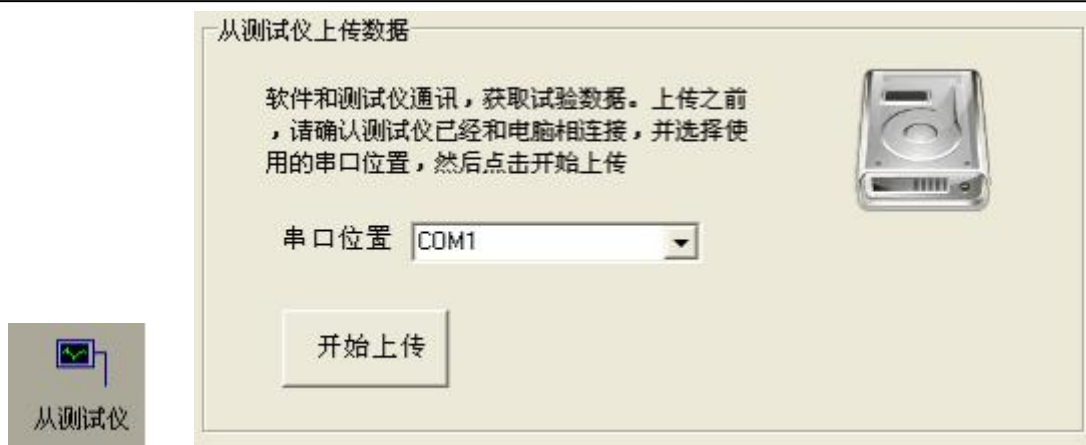 从测试仪上传数据
软件和测试仪通讯，获取试验数据。上传之前
，请确认测试仪已经和电脑相连接，并选择使
用的串口位置，然后点击开始上传
串口位置 COM1
开始上传
从测试仪